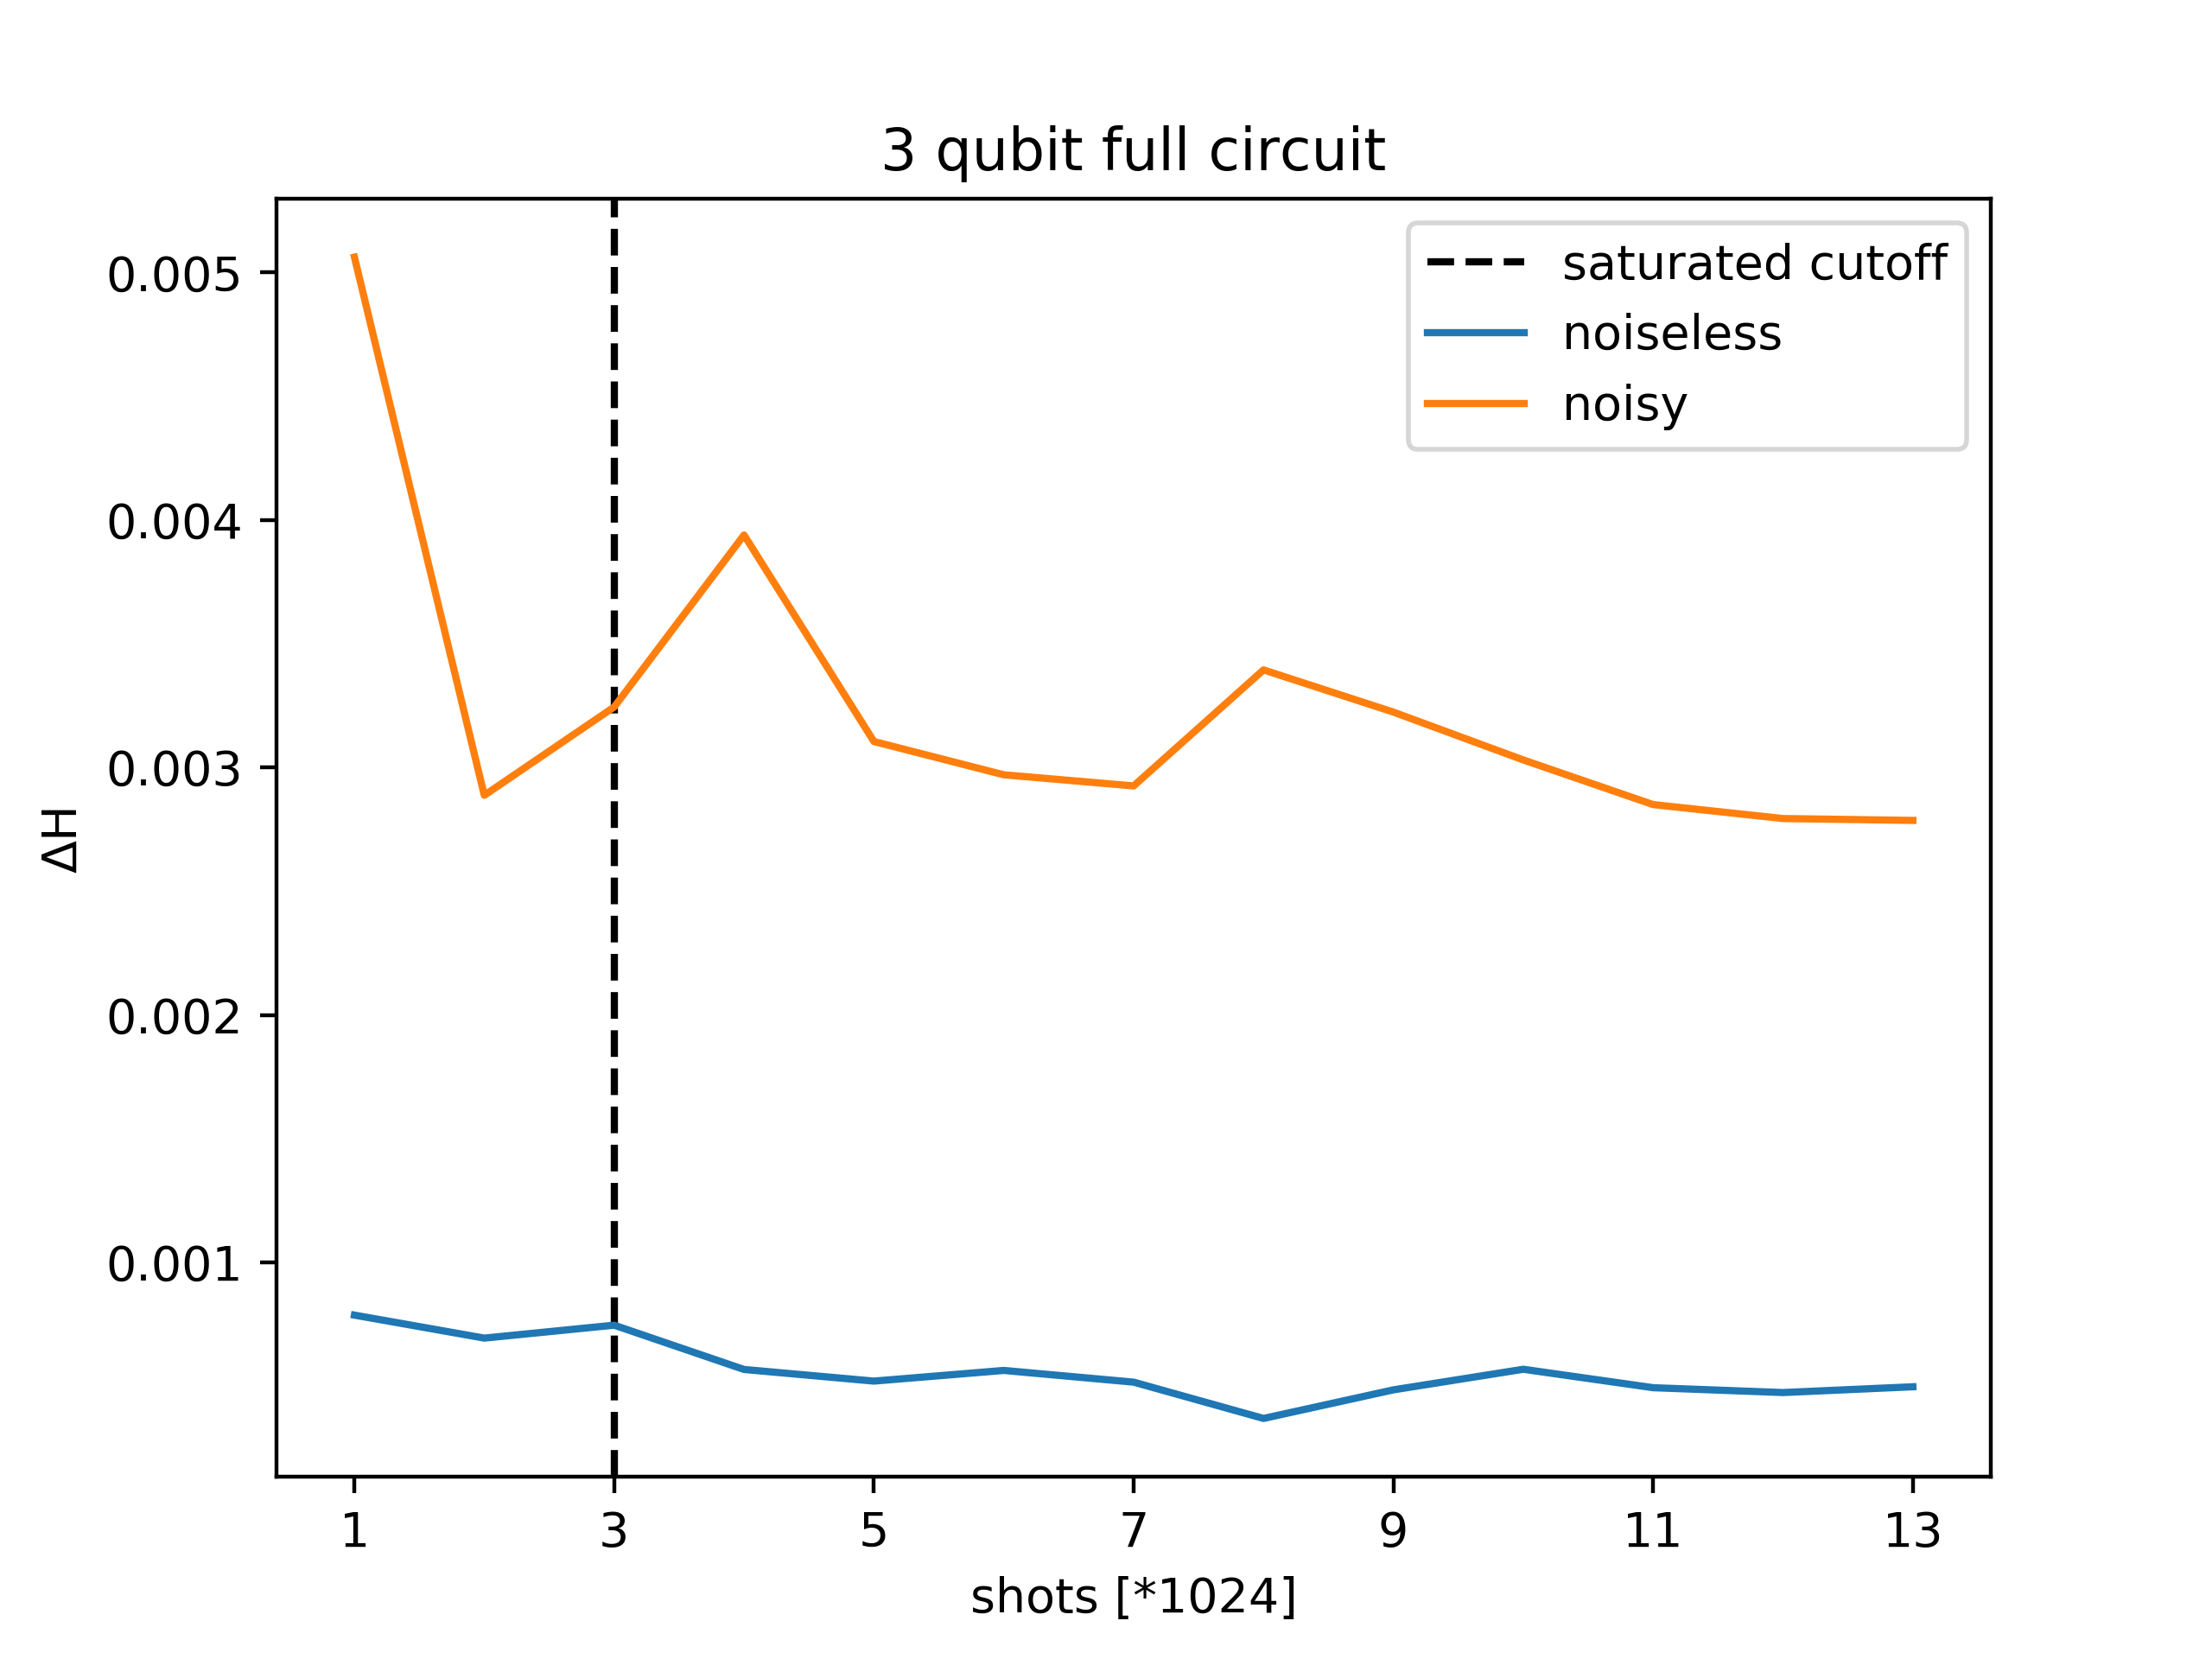 3 qubit full circuit
saturated cutoff
noiseless
noisy
0.005
0.004
0.003
0.002
0.001
ΔH
1 3 5 7 9 11 13
shots [*1024]